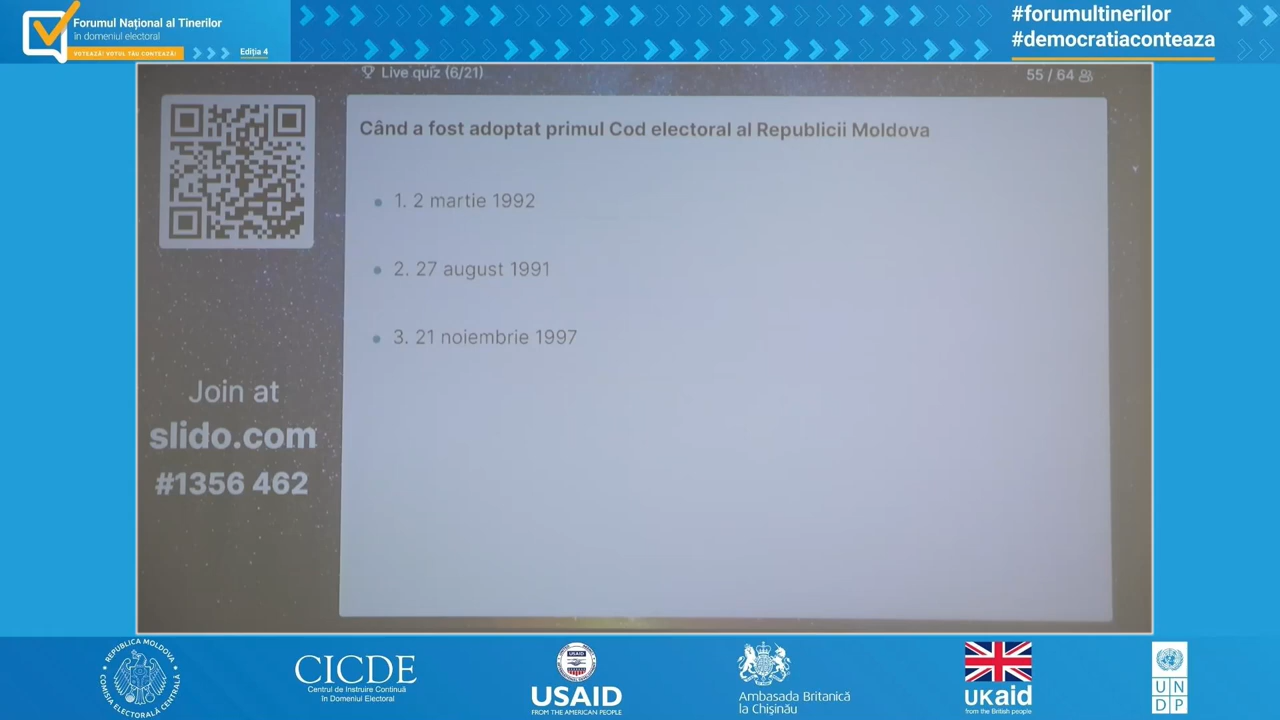 Forumul Național al Tinerilor
în domeniul electoral
VOTEAZĂ! VOTUL TĂU CONTEAZĂ!
Ediția 4
#forumultinerilor
#democratiaconteaza
Live quiz (6/21)
55 / 64
Când a fost adoptat primul Cod electoral al Republicii Moldova
1. 2 martie 1992
2. 27 august 1991
3. 21 noiembrie 1997
Join at
slido.com
#1356 462
REPUBLICA MOLDOVA
COMISIA ELECTORALĂ CENTRALĂ
CICDE
Centrul de Instruire Continuă
în Domeniul Electoral
USAID
USAID
FROM THE AMERICAN PEOPLE
Ambasada Britanică
la Chișinău
UKaid
from the British people
U N
D P